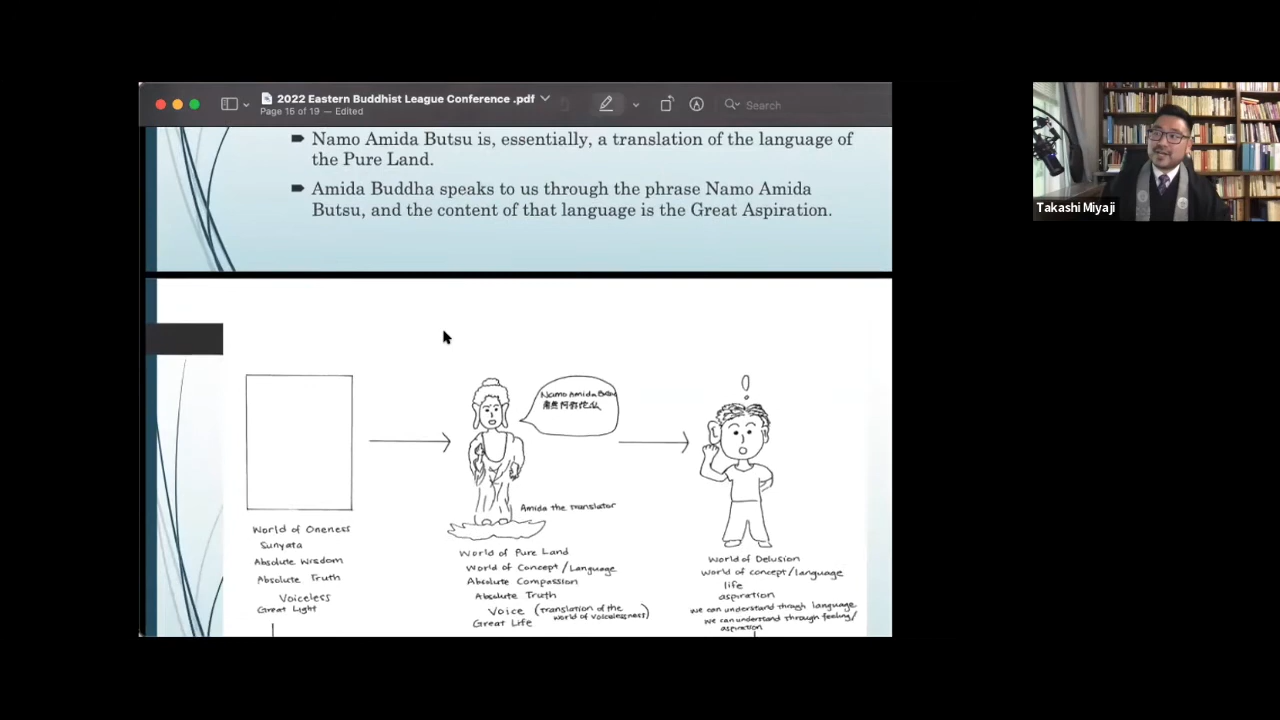 2022 Eastern Buddhist League Conference .pdf
Page 16 of 19 — Edited
Search
Namo Amida Butsu is, essentially, a translation of the language of
the Pure Land.
Amida Buddha speaks to us through the phrase Namo Amida
Butsu, and the content of that language is the Great Aspiration.
Takashi Miyaji
Namo Amida Butsu
南無阿弥陀仏
Amida the translator
World of Oneness
Sunyata
Absolute Wisdom
Absolute Truth
Voiceless
Great Light
World of Pure Land
World of Concept/Language
Absolute Compassion
Absolute Truth
Voice (translation of the
world of voicelessness)
Great Life
!
World of Delusion
world of concept/language
life
aspiration
we can understand through language
we can understand through feeling/
aspiration